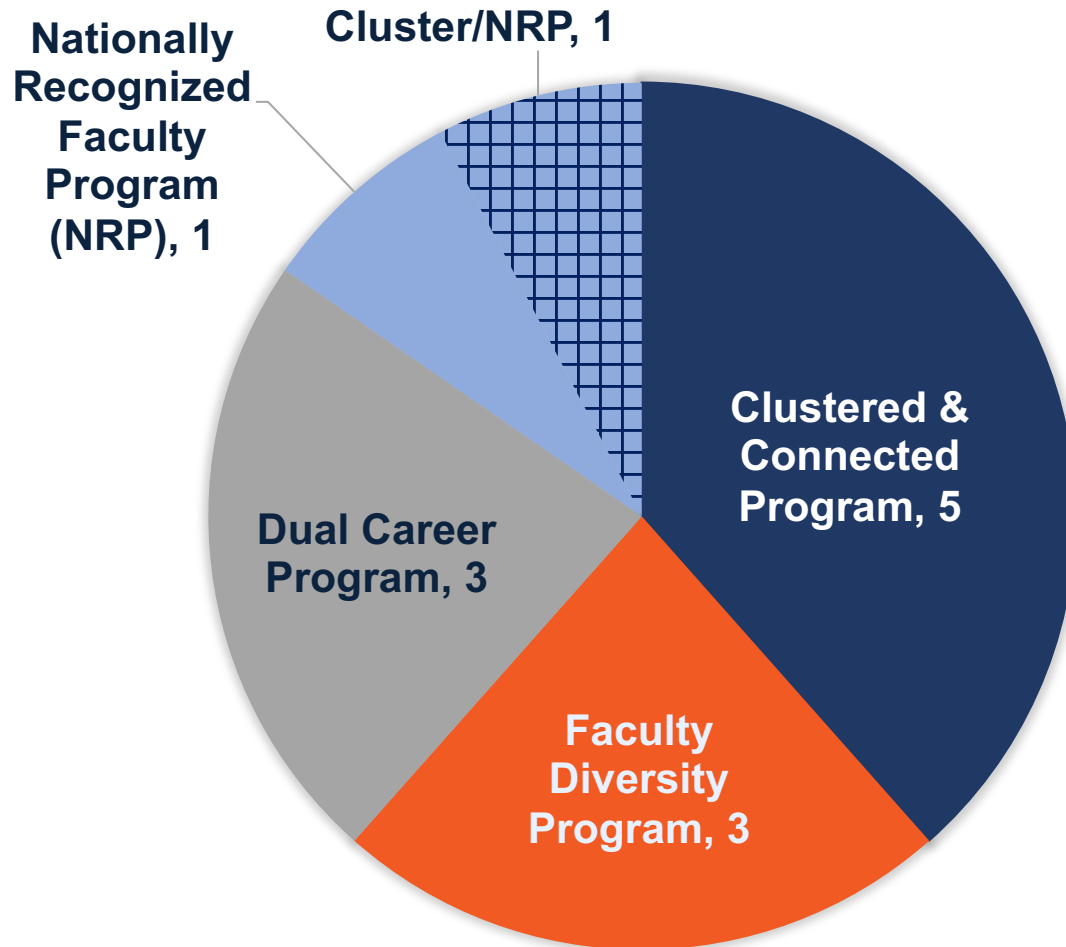 Cluster/NRP, 1
Nationally
Recognized
Faculty
Program
(NRP), 1
Clustered &
Connected
Program, 5
Dual Career
Program, 3
Faculty
Diversity
Program, 3